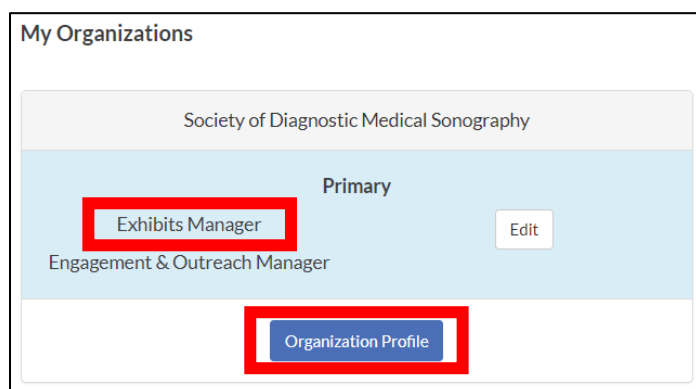 My Organizations
Society of Diagnostic Medical Sonography
Primary
Exhibits Manager
Edit
Engagement & Outreach Manager
Organization Profile